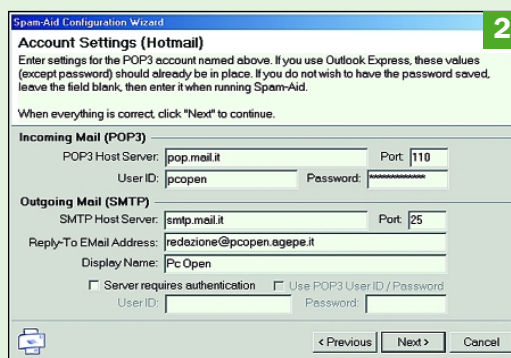 Spam-Aid Configuration Wizard
2
Account Settings (Hotmail)
Enter settings for the POP3 account named above. If you use Outlook Express, these values
(except password) should already be in place. If you do not wish to have the password saved,
leave the field blank, then enter it when running Spam-Aid.
When everything is correct, click "Next" to continue.
Incoming Mail (POP3)
POP3 Host Server: pop.mail.it Port: 110
User ID: pcopen Password: *************
Outgoing Mail (SMTP)
SMTP Host Server: smtp.mail.it Port: 25
Reply-To EMail Address: redazione@pcopen.agepe.it
Display Name: Pc Open
Server requires authentication Use POP3 User ID / Password
User ID: Password:
< Previous Next > Cancel